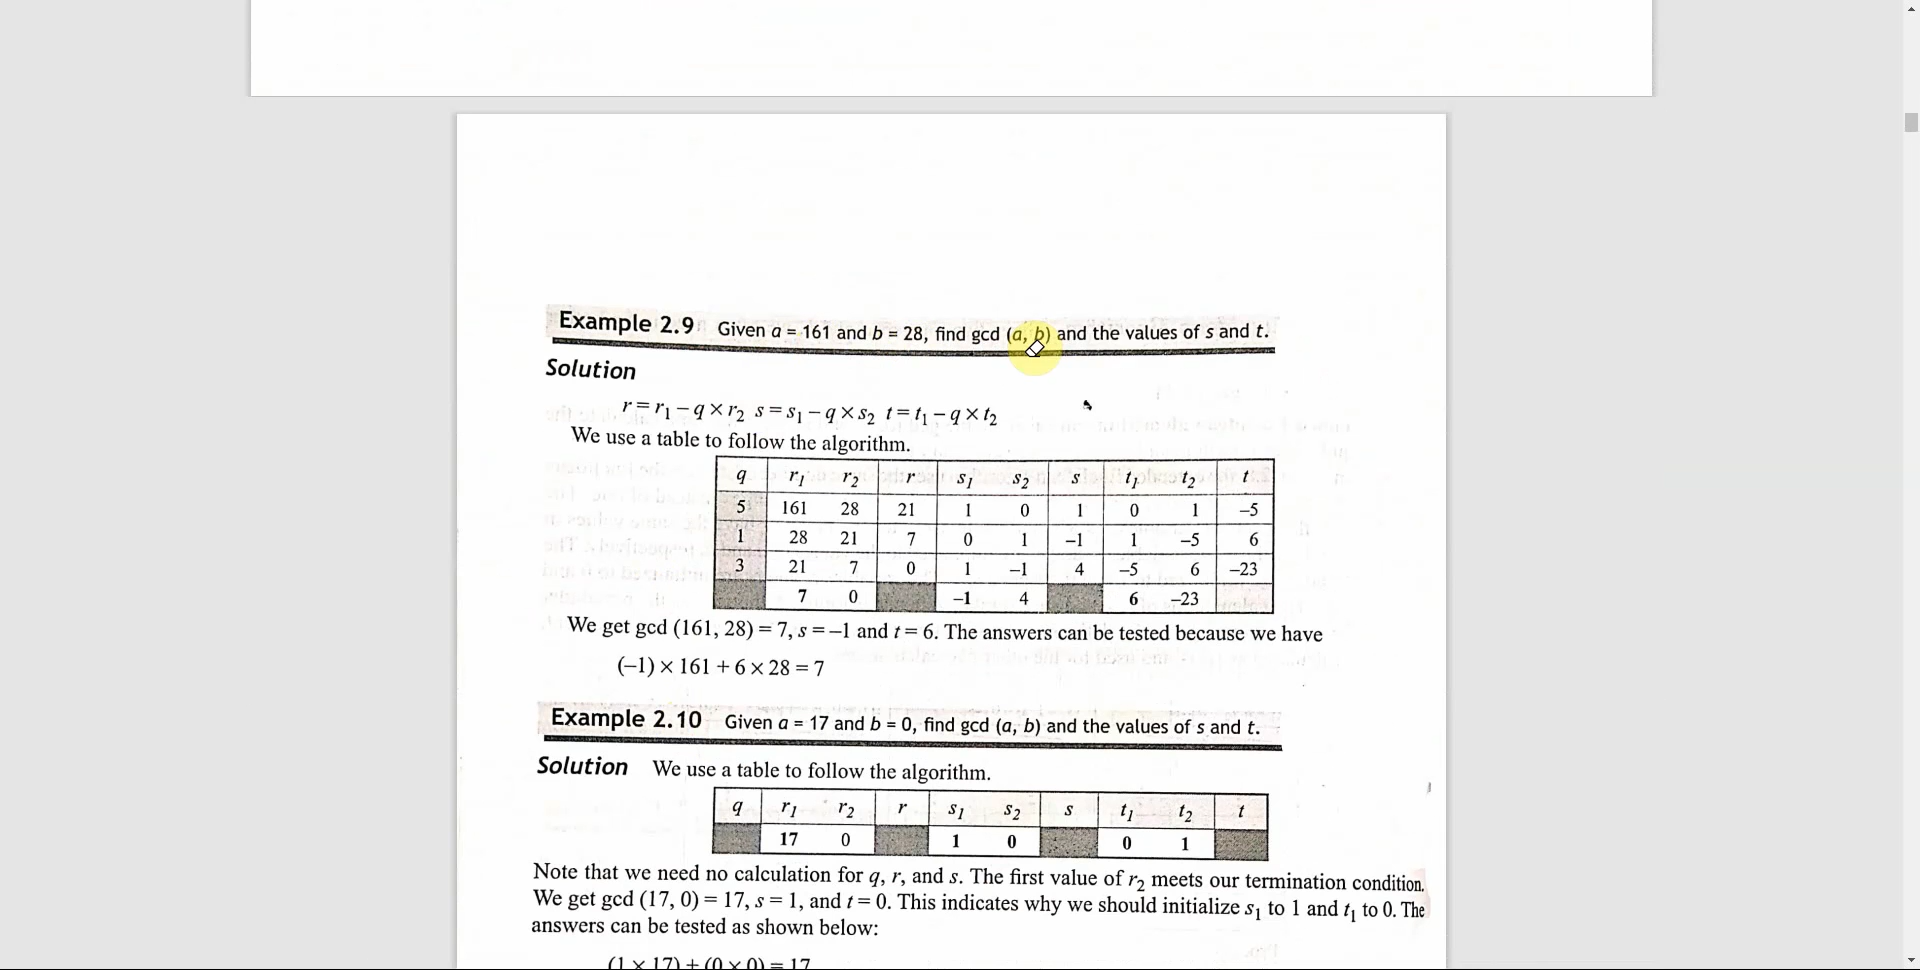 Example 2.9 Given a = 161 and b = 28, find gcd (a, b) and the values of s and t.
Solution
r = r₁ – q × r₂ s = s₁ – q × s₂ t = t₁ – q × t₂
We use a table to follow the algorithm.
q r₁ r₂ r s₁ s₂ s t₁ t₂ t
5 161 28 21 1 0 1 0 1 –5
1 28 21 7 0 1 –1 1 –5 6
3 21 7 0 1 –1 4 –5 6 –23
7 0 –1 4 6 –23
We get gcd (161, 28) = 7, s = –1 and t = 6. The answers can be tested because we have
(–1) × 161 + 6 × 28 = 7
Example 2.10 Given a = 17 and b = 0, find gcd (a, b) and the values of s and t.
Solution We use a table to follow the algorithm.
q r₁ r₂ r s₁ s₂ s t₁ t₂ t
17 0 1 0 0 1
Note that we need no calculation for q, r, and s. The first value of r₂ meets our termination condition.
We get gcd (17, 0) = 17, s = 1, and t = 0. This indicates why we should initialize s₁ to 1 and t₁ to 0. The
answers can be tested as shown below:
(1 × 17) + (0 × 0) = 17